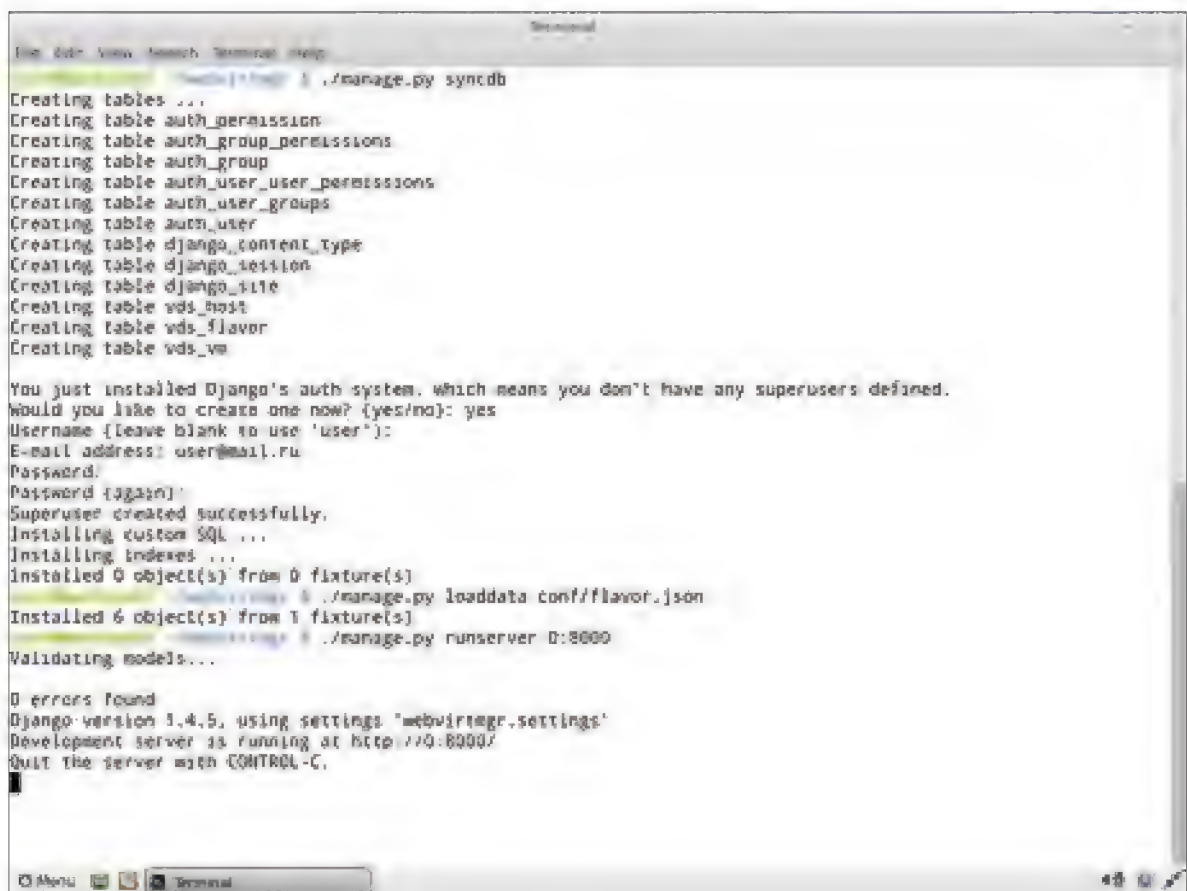 Terminal
File Edit View Search Terminal Help
$ ./manage.py syncdb
Creating tables ...
Creating table auth_permission
Creating table auth_group_permissions
Creating table auth_group
Creating table auth_user_user_permissions
Creating table auth_user_groups
Creating table auth_user
Creating table django_content_type
Creating table django_session
Creating table django_site
Creating table vds_host
Creating table vds_flavor
Creating table vds_vm
You just installed Django's auth system, which means you don't have any superusers defined.
Would you like to create one now? (yes/no): yes
Username (leave blank to use 'user'):
E-mail address: user@mail.ru
Password:
Password (again):
Superuser created successfully.
Installing custom SQL ...
Installing indexes ...
Installed 0 object(s) from 0 fixture(s)
$ ./manage.py loaddata conf/flavor.json
Installed 6 object(s) from 1 fixture(s)
$ ./manage.py runserver 0:8000
Validating models...
0 errors found
Django version 1.4.5, using settings 'webvirtmgr.settings'
Development server is running at http://0:8000/
Quit the server with CONTROL-C.
Menu
Terminal